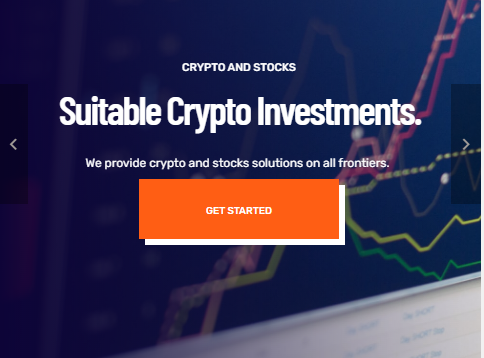 CRYPTO AND STOCKS
Suitable Crypto Investments.
We provide crypto and stocks solutions on all frontiers.
GET STARTED